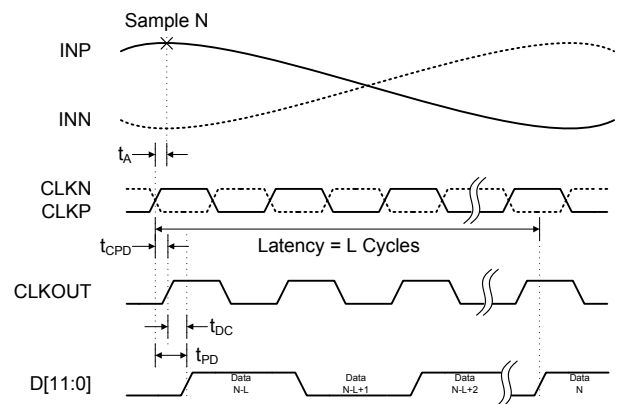 Sample N
INP
INN
tA
CLKN
CLKP
tCPD
Latency = L Cycles
CLKOUT
tDC
tPD
D[11:0]
Data
N-L
Data
N-L+1
Data
N-L+2
Data
N